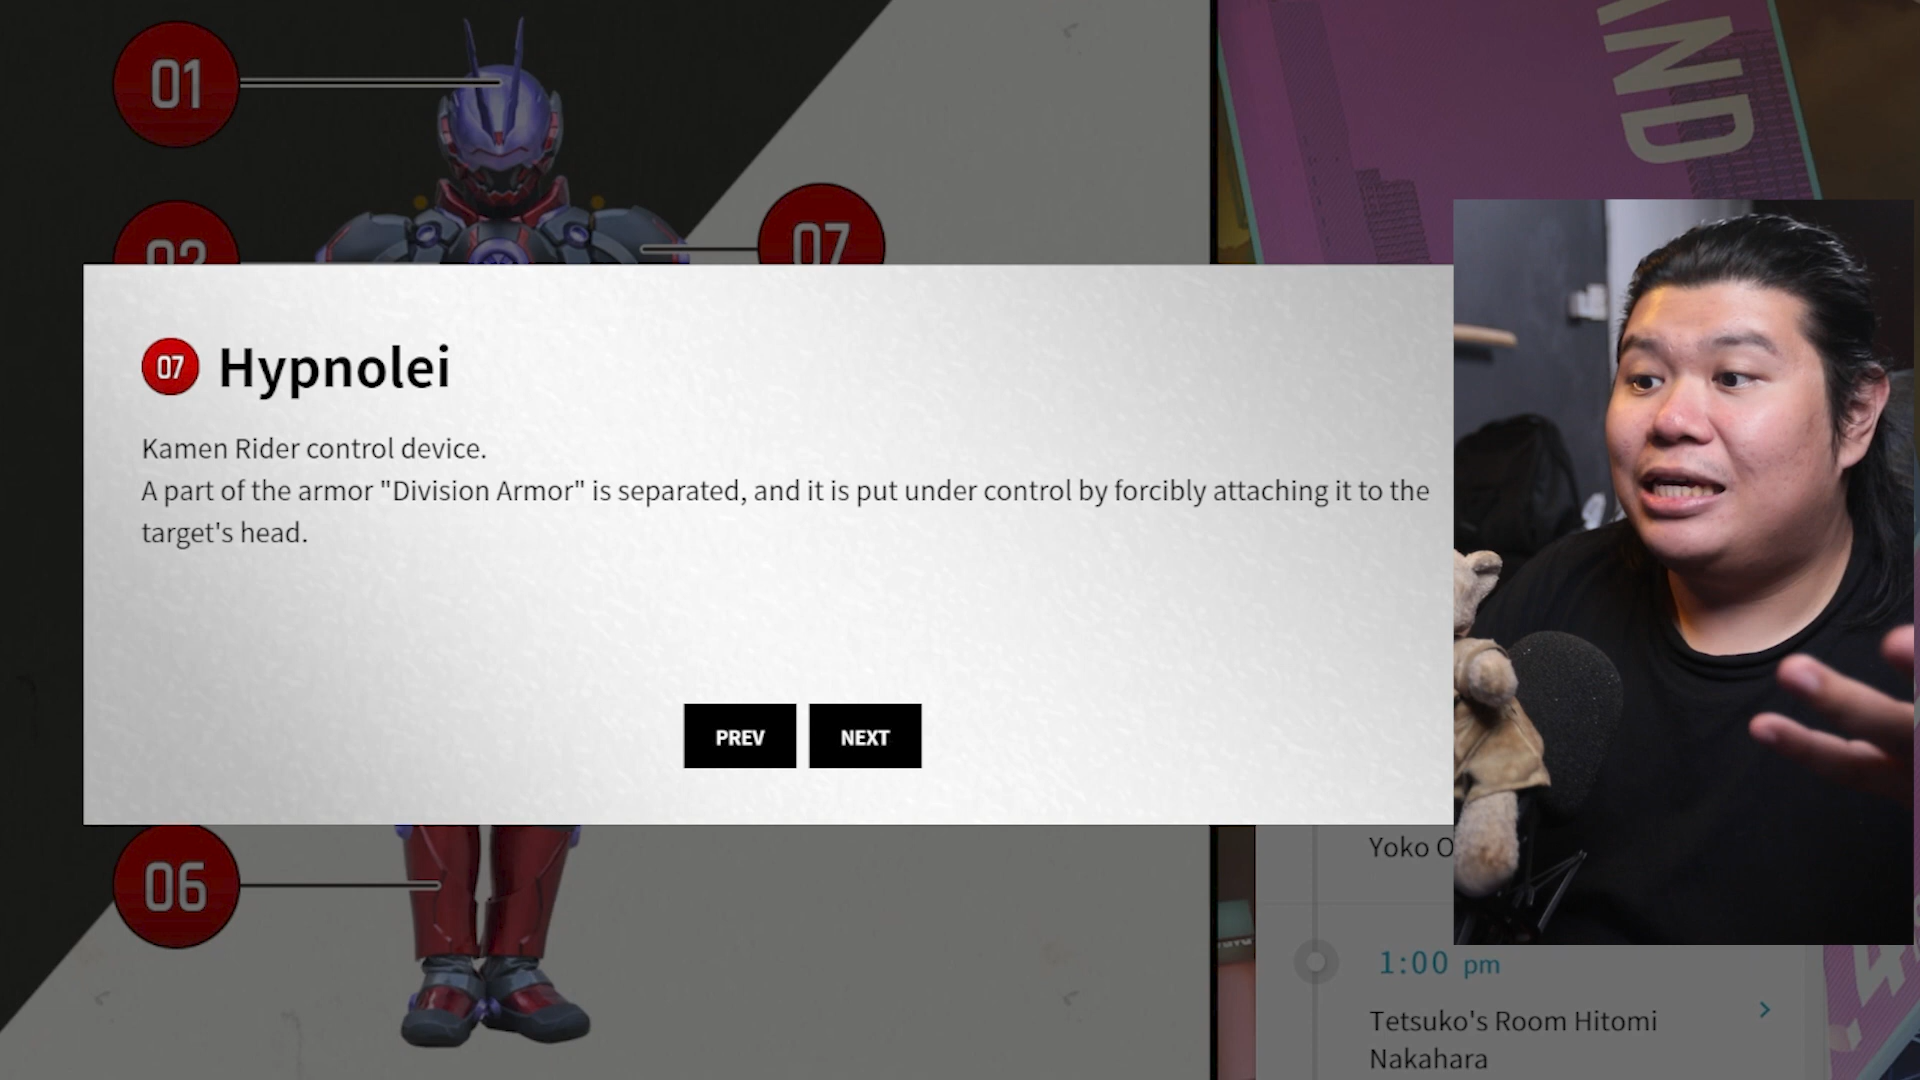 01
02
07
AND
07 Hypnolei
Kamen Rider control device.
A part of the armor "Division Armor" is separated, and it is put under control by forcibly attaching it to the
target's head.
PREV NEXT
06
Yoko O
1:00 pm
Tetsuko's Room Hitomi
Nakahara